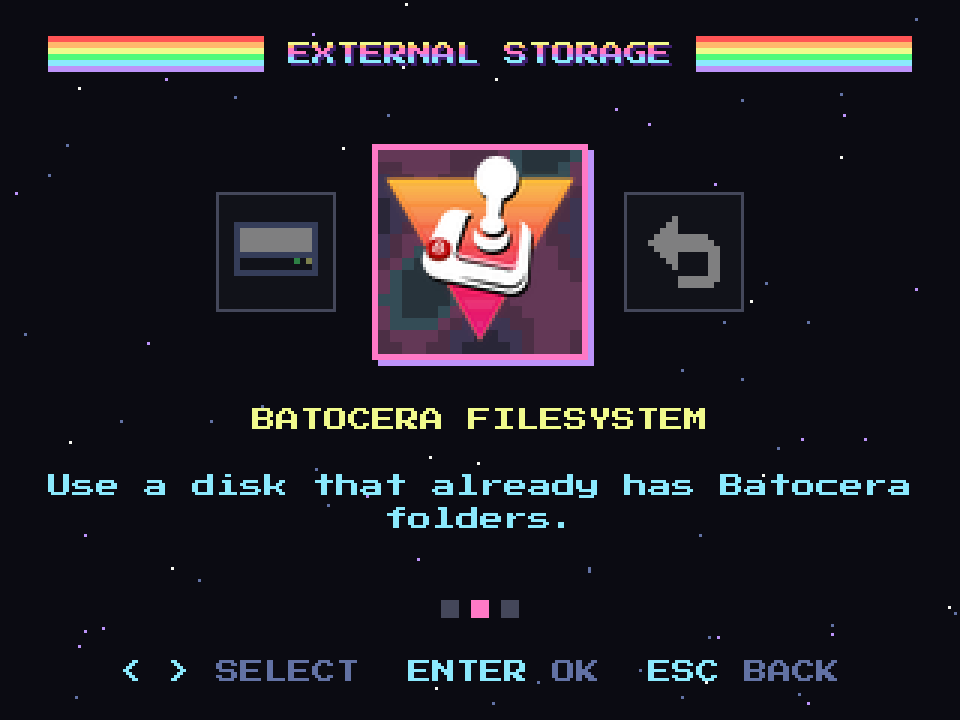 EXTERNAL STORAGE
BATOCERA FILESYSTEM
Use a disk that already has Batocera
folders.
< > SELECT ENTER OK ESC BACK